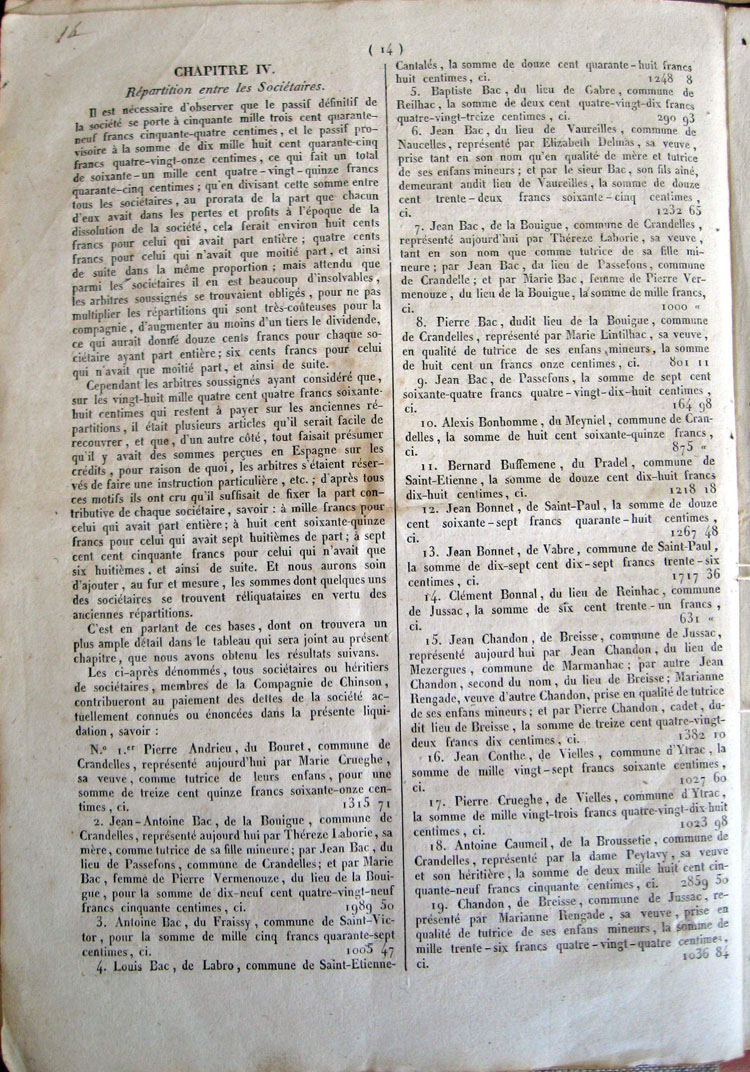 16
( 14 )
CHAPITRE IV.
Répartition entre les Sociétaires.
Il est nécessaire d'observer que le passif définitif de
la société se porte à cinquante mille trois cent quarante-
neuf francs cinquante-quatre centimes, et le passif pro-
visoire à la somme de dix mille huit cent quarante-cinq
francs quatre-vingt-onze centimes, ce qui fait un total
de soixante-un mille cent quatre-vingt-quinze francs
quarante-cinq centimes ; qu'en divisant cette somme entre
tous les sociétaires, au prorata de la part que chacun
d'eux avait dans les pertes et profits à l'époque de la
dissolution de la société, cela ferait environ huit cents
francs pour celui qui avait part entière ; quatre cents
francs pour celui qui n'avait que moitié part, et ainsi
de suite dans la même proportion ; mais attendu que
parmi les sociétaires il en est beaucoup d'insolvables,
les arbitres soussignés se trouvaient obligés, pour ne pas
multiplier les répartitions qui sont très-coûteuses pour la
compagnie, d'augmenter au moins d'un tiers le dividende,
ce qui aurait donné douze cents francs pour chaque so-
ciétaire ayant part entière ; six cents francs pour celui
qui n'avait que moitié part, et ainsi de suite.
Cependant les arbitres soussignés ayant considéré que,
sur les vingt-huit mille quatre cent quatre francs soixante-
huit centimes qui restent à payer sur les anciennes ré-
partitions, il était plusieurs articles qu'il serait facile de
recouvrer, et que, d'un autre côté, tout faisait présumer
qu'il y avait des sommes perçues en Espagne sur les
crédits, pour raison de quoi, les arbitres s'étaient réser-
vés de faire une instruction particulière, etc. ; d'après tous
ces motifs ils ont cru qu'il suffisait de fixer la part con-
tributive de chaque sociétaire, savoir : à mille francs pour
celui qui avait part entière ; à huit cent soixante-quinze
francs pour celui qui avait sept huitièmes de part ; à sept
cent cent cinquante francs pour celui qui n'avait que
six huitièmes, et ainsi de suite. Et nous aurons soin
d'ajouter, au fur et mesure, les sommes dont quelques uns
des sociétaires se trouvent réliquataires en vertu des
anciennes répartitions.
C'est en partant de ces bases, dont on trouvera un
plus ample détail dans le tableau qui sera joint au présent
chapitre, que nous avons obtenu les résultats suivans.
Les ci-après dénommés, tous sociétaires ou héritiers
de sociétaires, membres de la Compagnie de Chinson,
contribueront au paiement des dettes de la société ac-
tuellement connues ou énoncées dans la présente liqui-
dation, savoir :
N.º 1.er Pierre Andrieu, du Bouret, commune de
Crandelles, représenté aujourd'hui par Marie Crueghe,
sa veuve, comme tutrice de leurs enfans, pour une
somme de treize cent quinze francs soixante-onze cen-
times, ci. 1315 71
2. Jean-Antoine Bac, de la Bouigue, commune de
Crandelles, représenté aujourd'hui par Théreze Laborie, sa
mère, comme tutrice de sa fille mineure ; par Jean Bac, du
lieu de Passefons, commune de Crandelles ; et par Marie
Bac, femme de Pierre Vermenouze, du lieu de la Boui-
gue, pour la somme de dix-neuf cent quatre-vingt-neuf
francs cinquante centimes, ci. 1989 50
3. Antoine Bac, du Fraissy, commune de Saint-Vic-
tor, pour la somme de mille cinq francs quarante-sept
centimes, ci. 1005 47
4. Louis Bac, de Labro, commune de Saint-Etienne-
Cantalés, la somme de douze cent quarante-huit francs
huit centimes, ci. 1248 8
5. Baptiste Bac, du lieu de Gabre, commune de
Reilhac, la somme de deux cent quatre-vingt-dix francs
quatre-vingt-treize centimes, ci. 290 93
6. Jean Bac, du lieu de Vaureilles, commune de
Naucelles, représenté par Elizabeth Delmas, sa veuve,
prise tant en son nom qu'en qualité de mère et tutrice
de ses enfans mineurs ; et par le sieur Bac, son fils aîné,
demeurant audit lieu de Vaureilles, la somme de douze
cent trente-deux francs soixante-cinq centimes,
ci. 1232 65
7. Jean Bac, de la Bouigue, commune de Crandelles,
représenté aujourd'hui par Théreze Laborie, sa veuve,
tant en son nom que comme tutrice de sa fille mi-
neure ; par Jean Bac, du lieu de Passefons, commune
de Crandelle ; et par Marie Bac, femme de Pierre Ver-
menouze, du lieu de la Bouigue, la somme de mille francs,
ci. 1000 »
8. Pierre Bac, dudit lieu de la Bouigue, commune
de Crandelles, représenté par Marie Lintilhac, sa veuve,
en qualité de tutrice de ses enfans mineurs, la somme
de huit cent un francs onze centimes, ci. 801 11
9. Jean Bac, de Passefons, la somme de sept cent
soixante-quatre francs quatre-vingt-dix-huit centimes,
ci. 164 98
10. Alexis Bonhomme, du Meyniel, commune de Cran-
delles, la somme de huit cent soixante-quinze francs,
ci. 875 »
11. Bernard Buffemene, du Pradel, commune de
Saint-Etienne, la somme de douze cent dix-huit francs
dix-huit centimes, ci. 1218 18
12. Jean Bonnet, de Saint-Paul, la somme de douze
cent soixante-sept francs quarante-huit centimes,
ci. 1267 48
13. Jean Bonnet, de Vabre, commune de Saint-Paul,
la somme de dix-sept cent dix-sept francs trente-six
centimes, ci. 1717 36
14. Clément Bonnal, du lieu de Reinhac, commune
de Jussac, la somme de six cent trente-un francs,
ci. 631 »
15. Jean Chandon, de Breisse, commune de Jussac,
représenté aujourd'hui par Jean Chandon, du lieu de
Mezergues, commune de Marmanhac ; par autre Jean
Chandon, second du nom, du lieu de Breisse ; Marianne
Rengade, veuve d'autre Chandon, prise en qualité de tutrice
de ses enfans mineurs ; et par Pierre Chandon, cadet, du-
dit lieu de Breisse, la somme de treize cent quatre-vingt-
deux francs dix centimes, ci. 1382 10
16. Jean Conthe, de Vielles, commune d'Ytrac, la
somme de mille vingt-sept francs soixante centimes,
ci. 1027 60
17. Pierre Crueghe, de Vielles, commune d'Ytrac,
la somme de mille vingt-trois francs quatre-vingt-dix-huit
centimes, ci. 1023 98
18. Antoine Caumeil, de la Broussetie, commune de
Crandelles, représenté par la dame Peytavy, sa veuve
et son héritière, la somme de deux mille huit cent cin-
quante-neuf francs cinquante centimes, ci. 2859 50
19. Chandon, de Breisse, commune de Jussac, re-
présenté par Marianne Rengade, sa veuve, prise en
qualité de tutrice de ses enfans mineurs, la somme de
mille trente-six francs quatre-vingt-quatre centimes,
ci. 1036 84